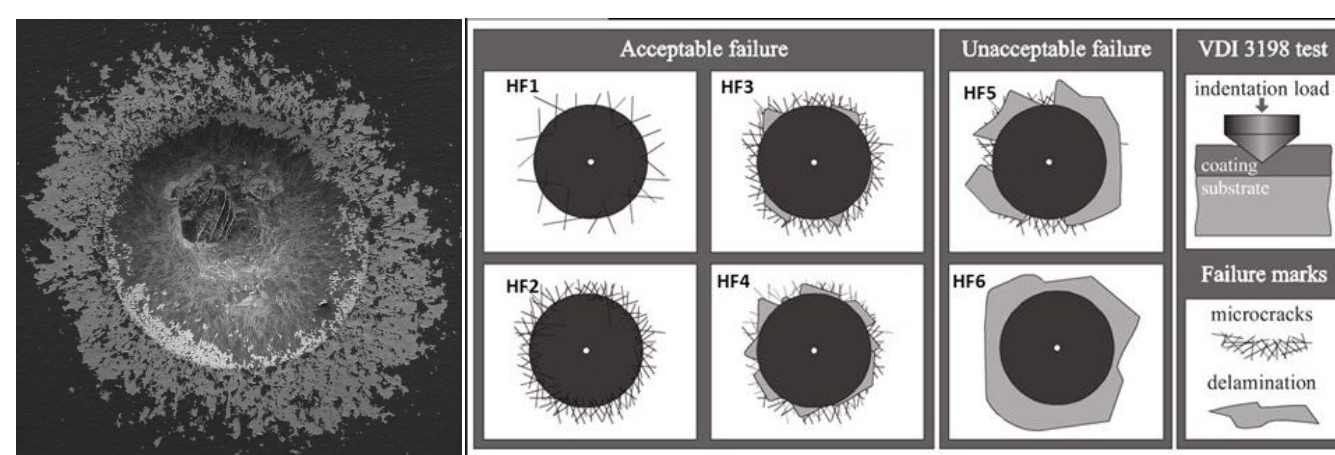 Acceptable failure
Unacceptable failure
VDI 3198 test
HF1
HF3
HF5
indentation load
coating
substrate
HF2
HF4
HF6
Failure marks
microcracks
delamination